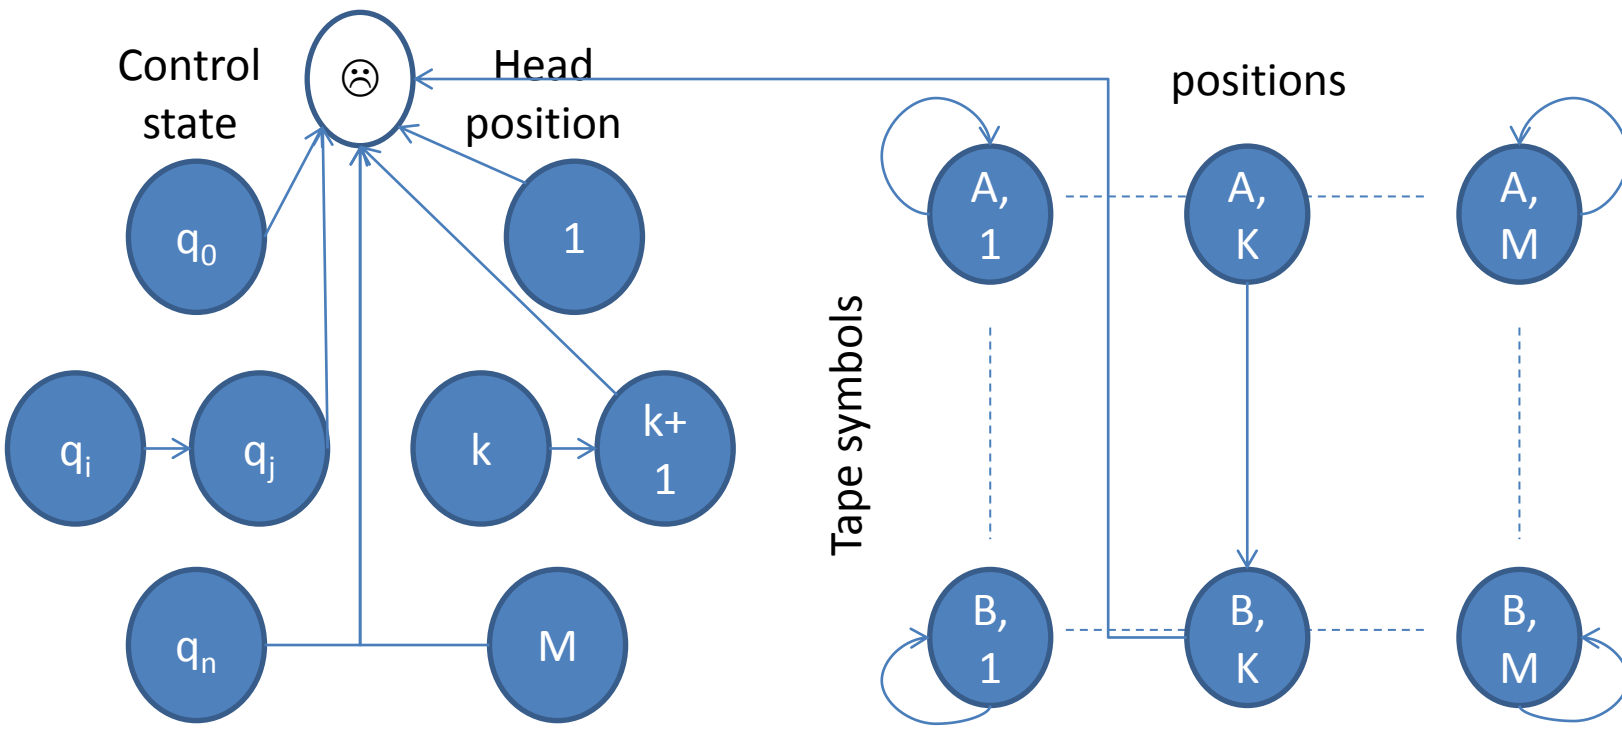 Control
state
☹
Head
position
positions
q₀
1
A,
1
A,
K
A,
M
Tape symbols
qᵢ
qⱼ
k
k+
1
qₙ
M
B,
1
B,
K
B,
M